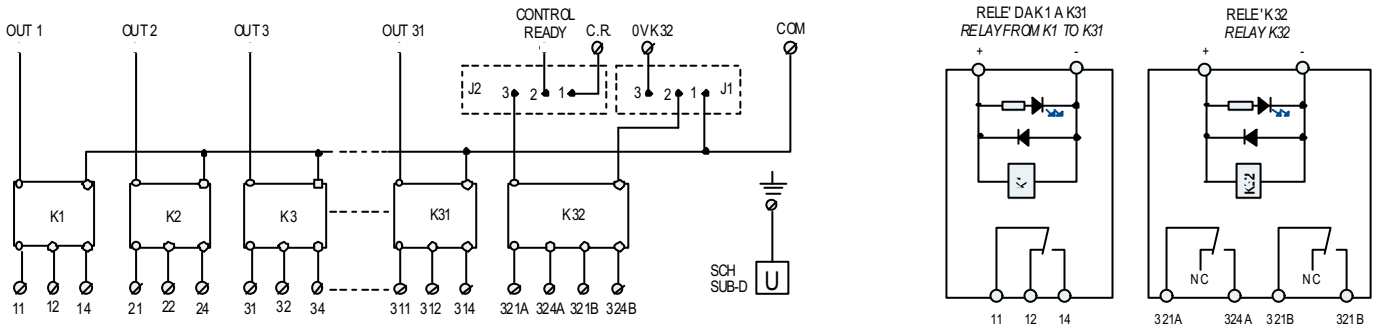 OUT 1 OUT 2 OUT 3 OUT 31 CONTROL READY C.R. 0V K32 COM
J2 3 2 1 3 2 1 J1
K1 K2 K3 K31 K32
SCH
SUB-D U
11 12 14 21 22 24 31 32 34 311 312 314 321A 324A 321B 324B
RELE' DA K1 A K31
RELAY FROM K1 TO K31
+ -
11 12 14
RELE' K32
RELAY K32
+ -
K32
NC NC
321A 324A 321B 321B